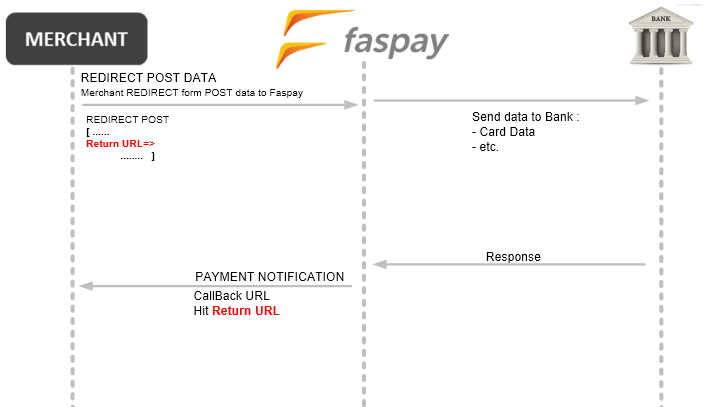 MERCHANT
faspay
BANK
REDIRECT POST DATA
Merchant REDIRECT form POST data to Faspay
REDIRECT POST
[ ......
Return URL=>
........ ]
Send data to Bank :
- Card Data
- etc.
Response
PAYMENT NOTIFICATION
CallBack URL
Hit Return URL